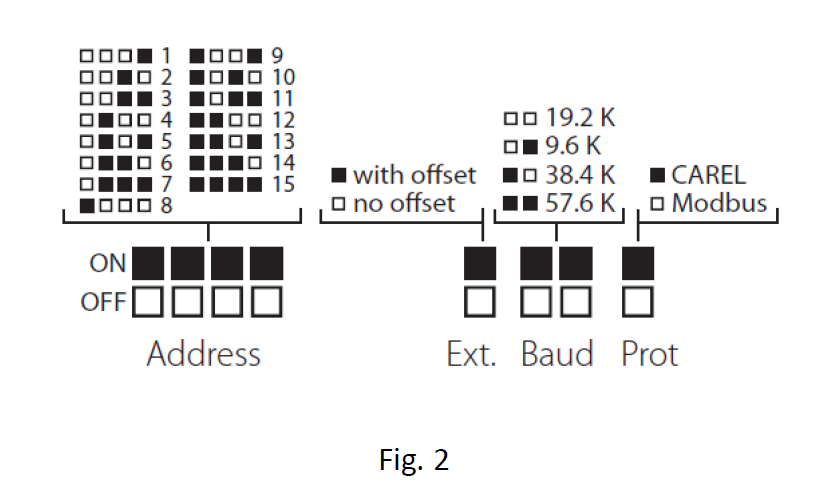 1 9
2 10
3 11
4 12
5 13
6 14
7 15
8
19.2 K
9.6 K
with offset 38.4 K CAREL
no offset 57.6 K Modbus
ON
OFF
Address Ext. Baud Prot
Fig. 2